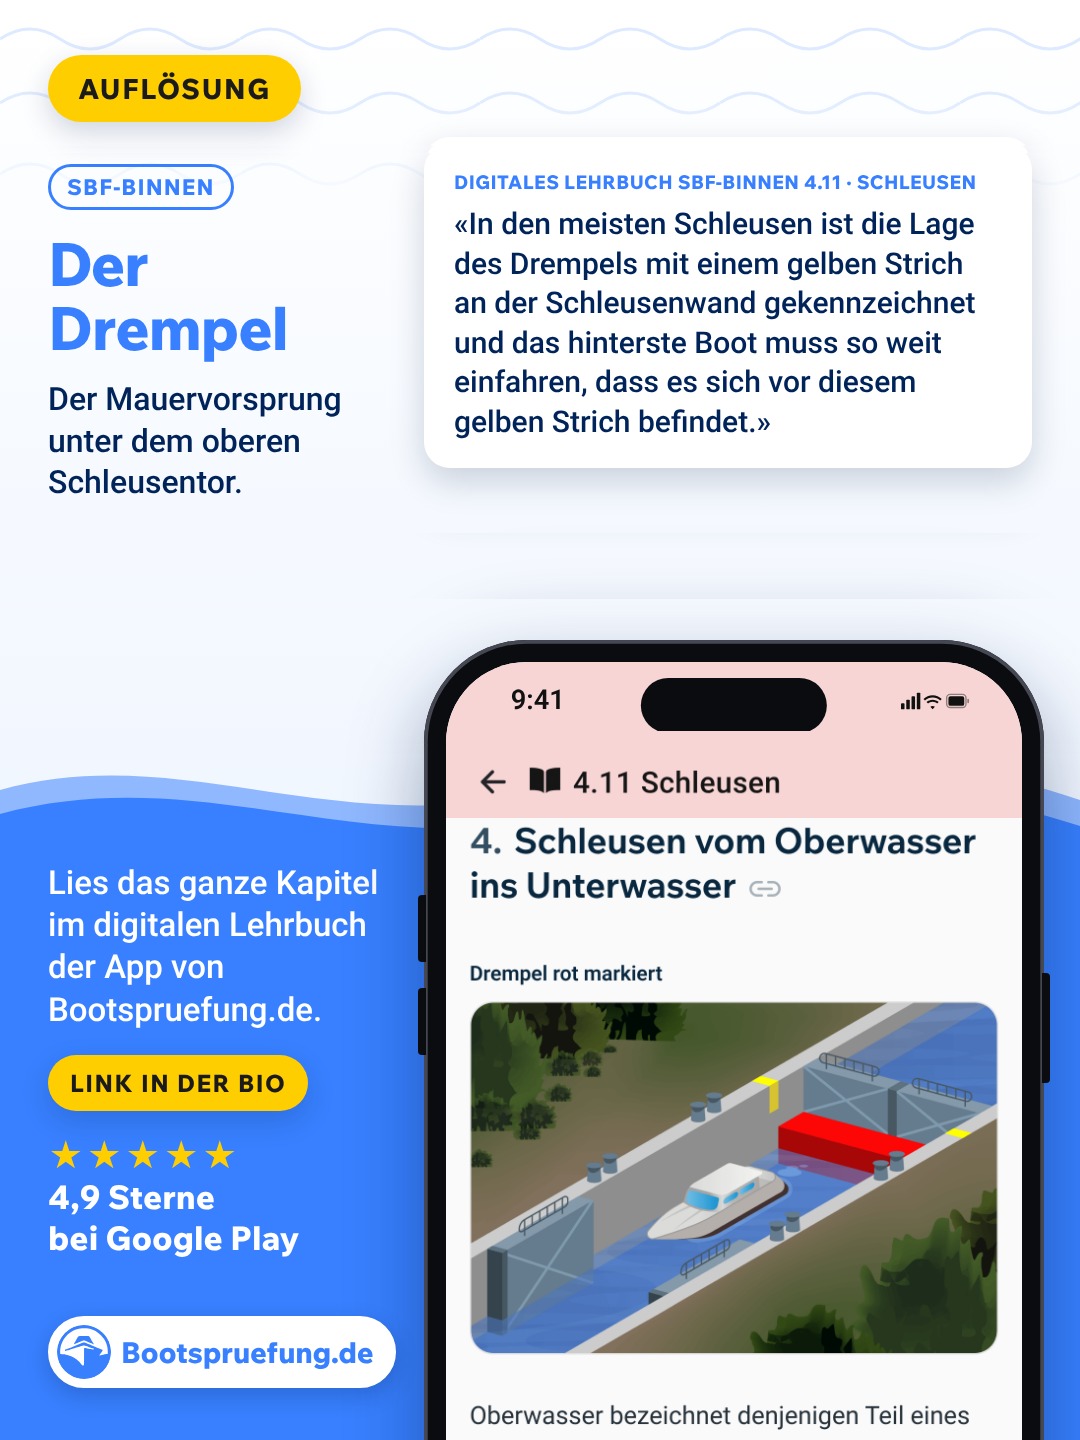 AUFLÖSUNG
SBF-BINNEN
Der
Drempel
Der Mauervorsprung
unter dem oberen
Schleusentor.
DIGITALES LEHRBUCH SBF-BINNEN 4.11 · SCHLEUSEN
«In den meisten Schleusen ist die Lage
des Drempels mit einem gelben Strich
an der Schleusenwand gekennzeichnet
und das hinterste Boot muss so weit
einfahren, dass es sich vor diesem
gelben Strich befindet.»
Lies das ganze Kapitel
im digitalen Lehrbuch
der App von
Bootspruefung.de.
LINK IN DER BIO
4,9 Sterne
bei Google Play
Bootspruefung.de
9:41
4.11 Schleusen
4. Schleusen vom Oberwasser
ins Unterwasser
Drempel rot markiert
Oberwasser bezeichnet denjenigen Teil eines